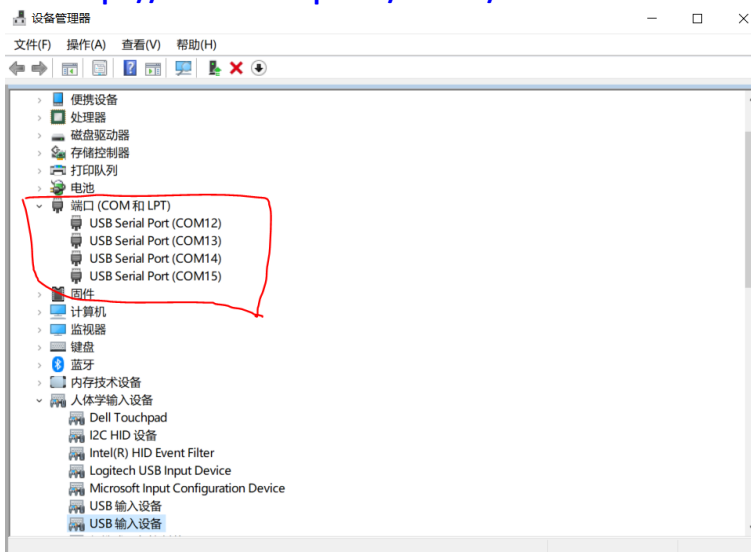 设备管理器
文件(F) 操作(A) 查看(V) 帮助(H)
便携设备
处理器
磁盘驱动器
存储控制器
打印队列
电池
端口 (COM 和 LPT)
USB Serial Port (COM12)
USB Serial Port (COM13)
USB Serial Port (COM14)
USB Serial Port (COM15)
固件
计算机
监视器
键盘
蓝牙
内存技术设备
人体学输入设备
Dell Touchpad
I2C HID 设备
Intel(R) HID Event Filter
Logitech USB Input Device
Microsoft Input Configuration Device
USB 输入设备
USB 输入设备